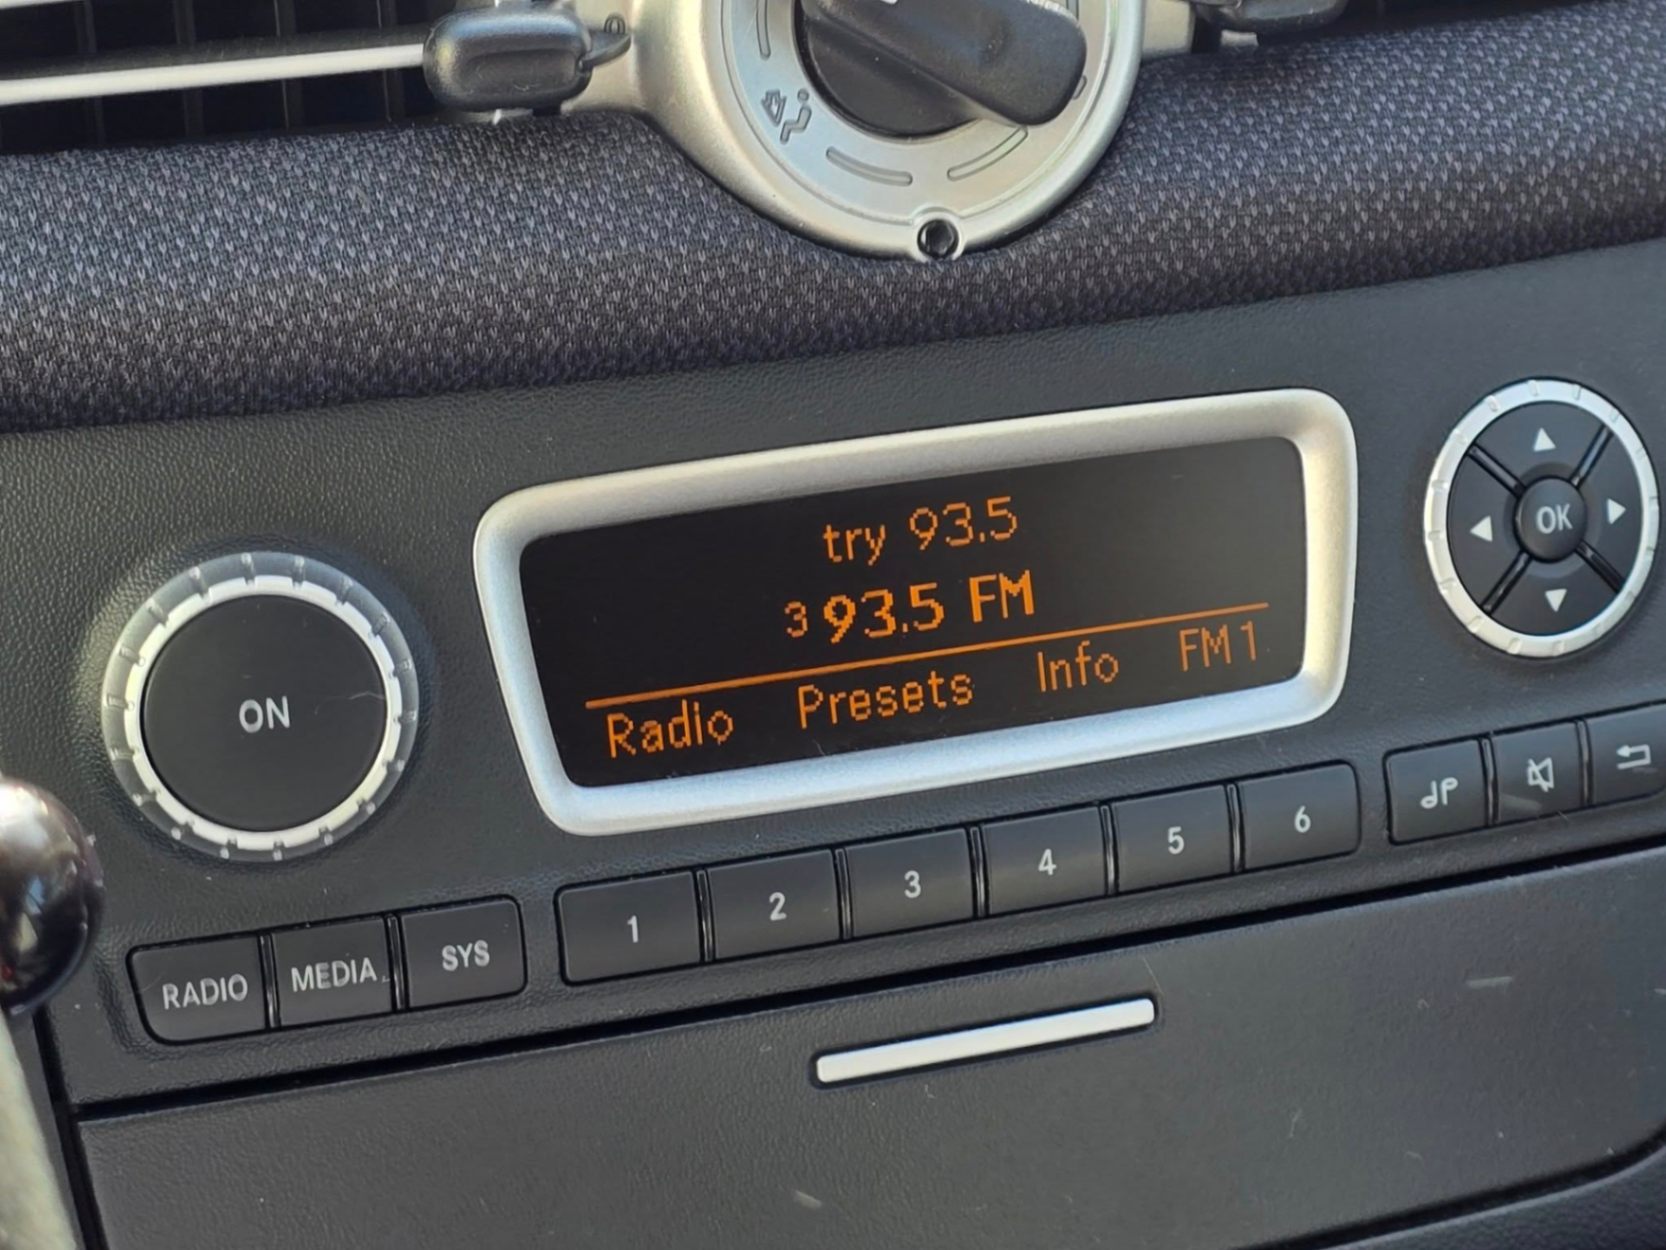 try 93.5
3 93.5 FM
Radio Presets Info FM1
ON
OK
RADIO MEDIA SYS 1 2 3 4 5 6